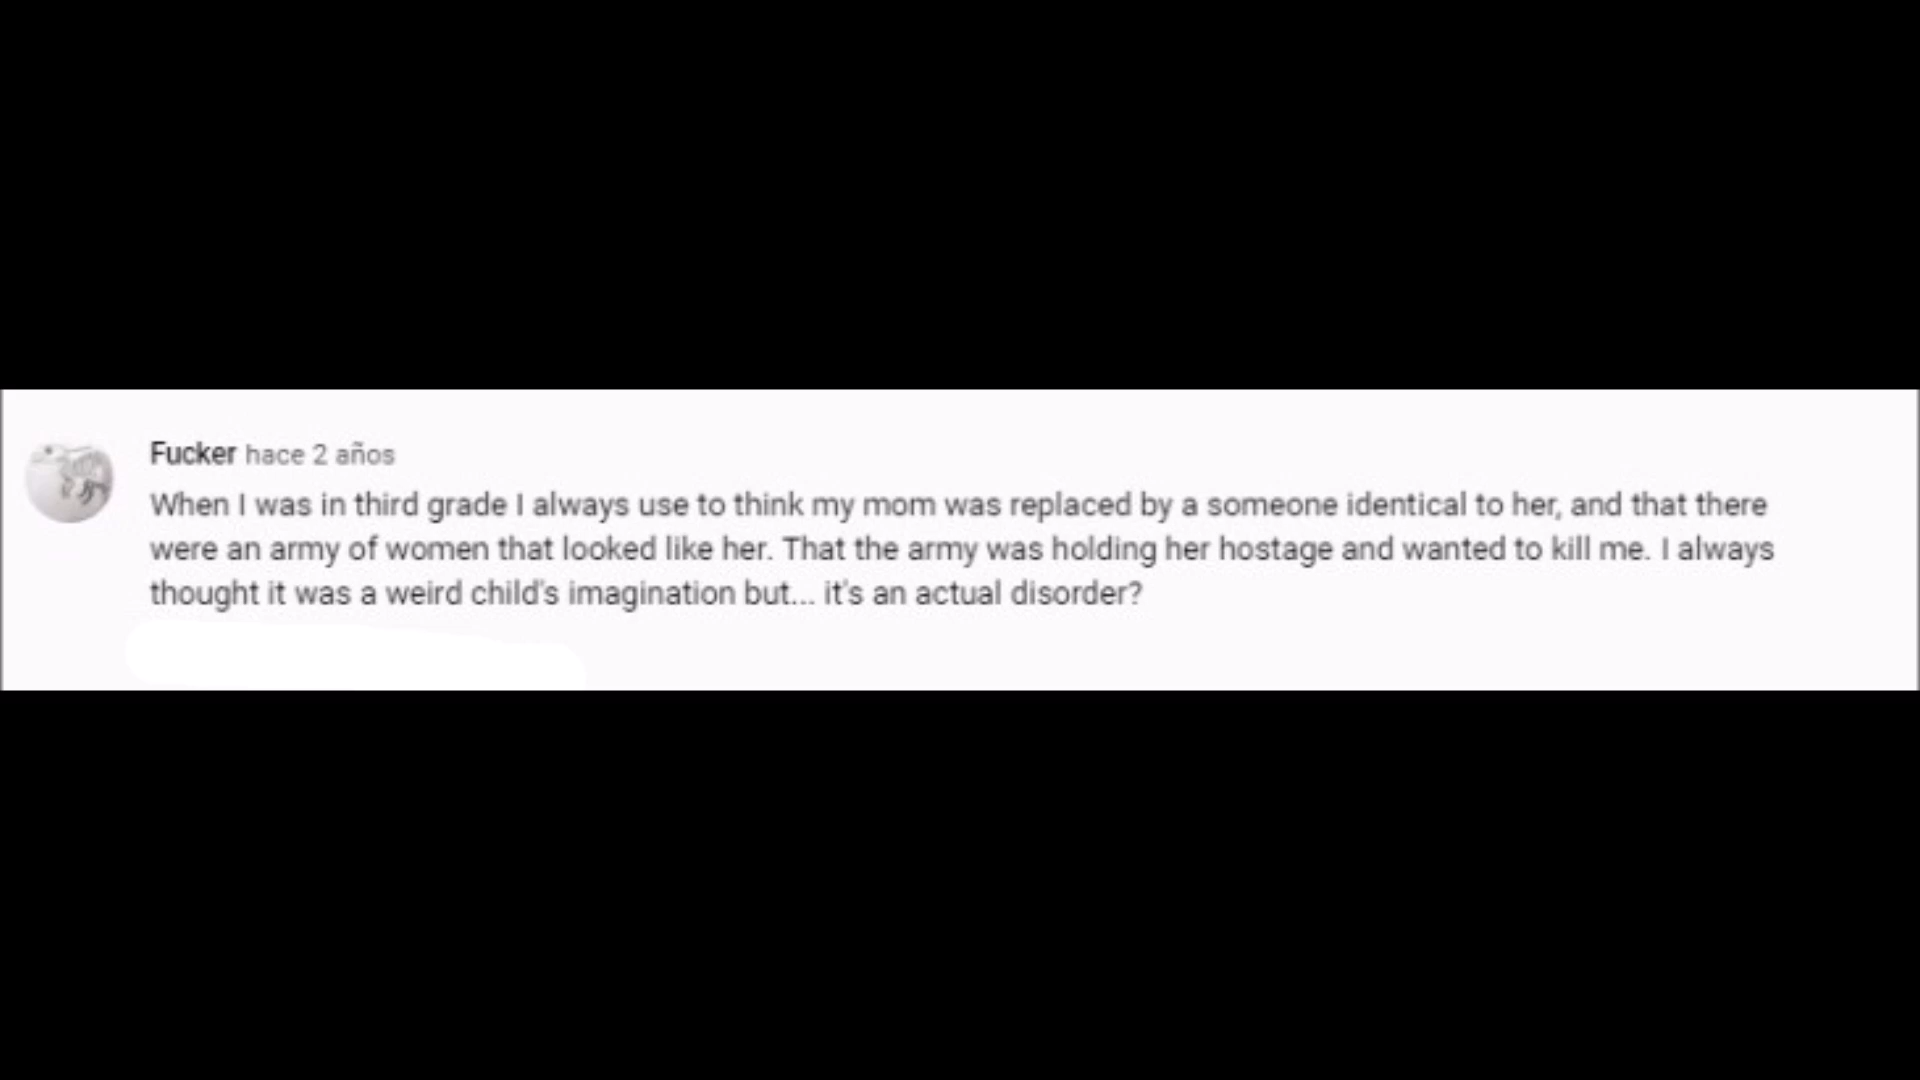 Fucker hace 2 años
When I was in third grade I always use to think my mom was replaced by a someone identical to her, and that there
were an army of women that looked like her. That the army was holding her hostage and wanted to kill me. I always
thought it was a weird child's imagination but... it's an actual disorder?